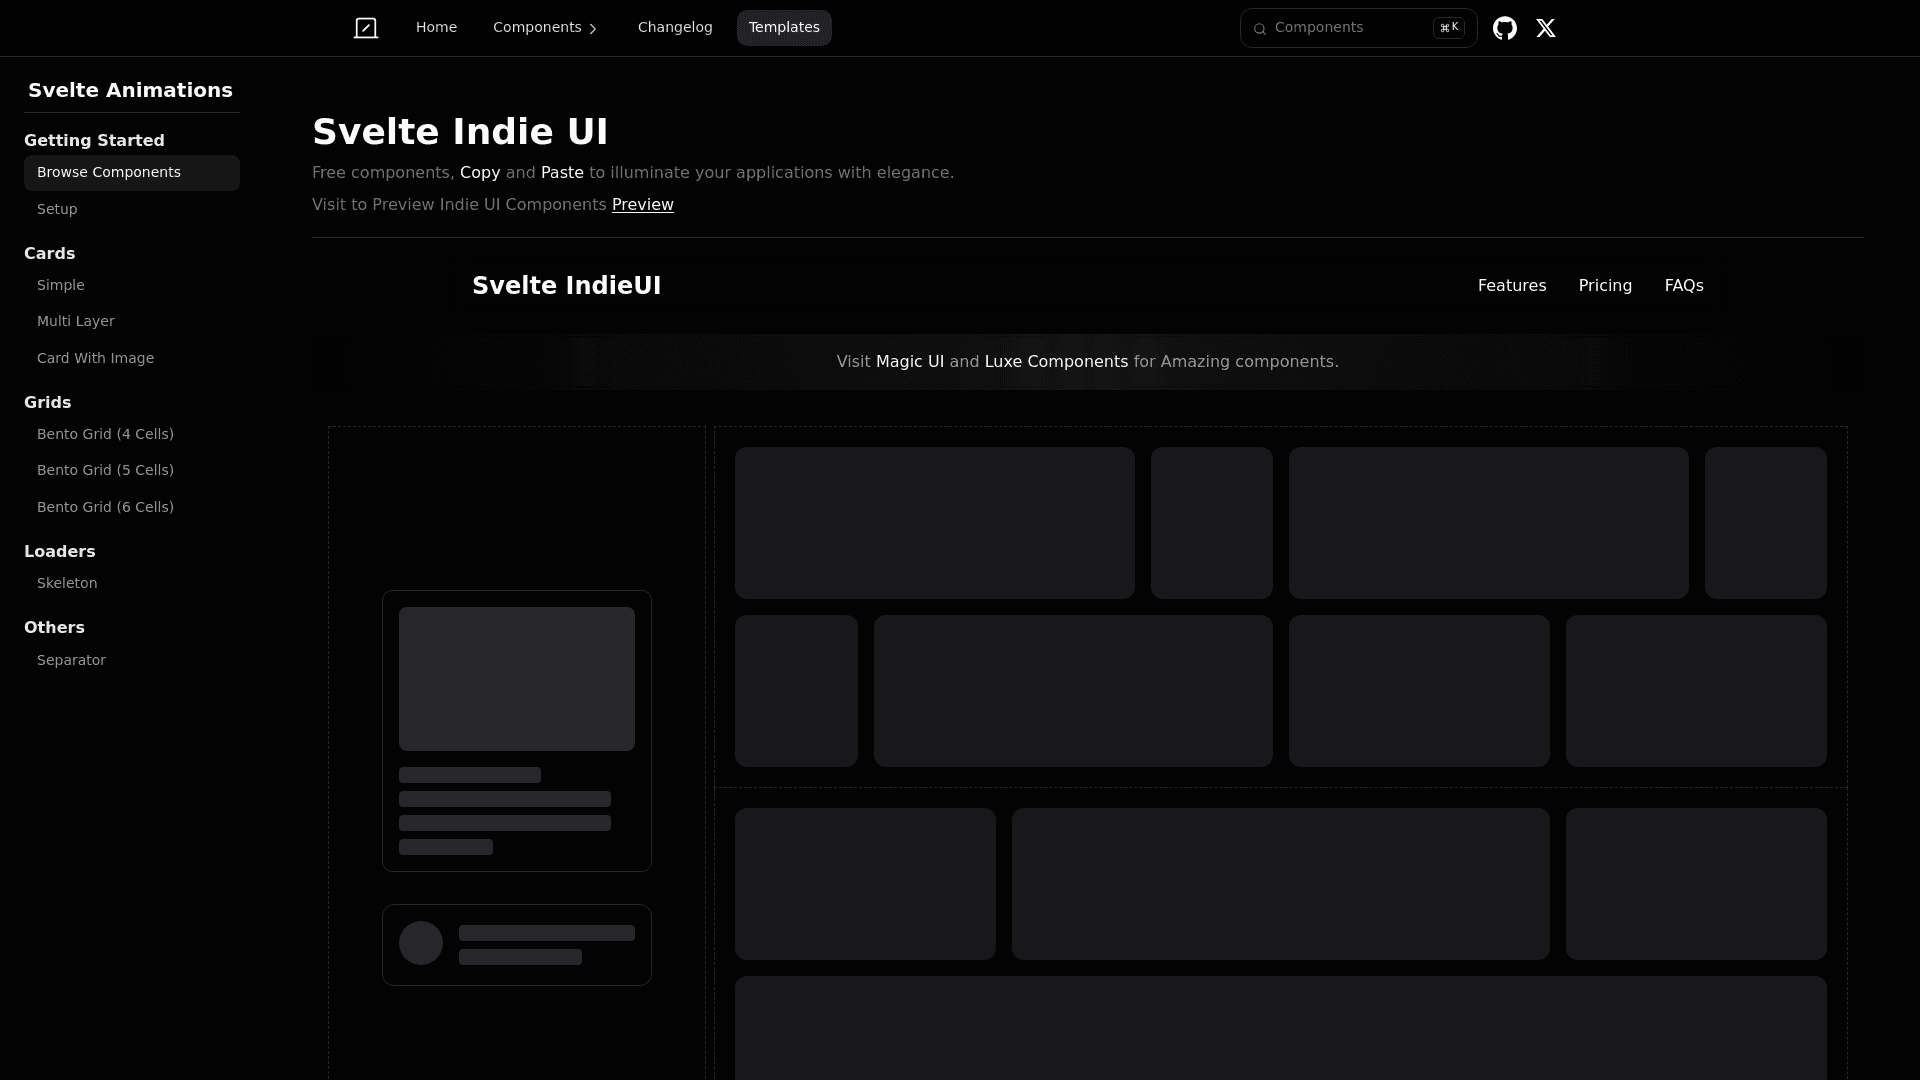 Home
Components
Changelog
Templates
Components
⌘K
Svelte Animations
Getting Started
Browse Components
Setup
Cards
Simple
Multi Layer
Card With Image
Grids
Bento Grid (4 Cells)
Bento Grid (5 Cells)
Bento Grid (6 Cells)
Loaders
Skeleton
Others
Separator
Svelte Indie UI
Free components, Copy and Paste to illuminate your applications with elegance.
Visit to Preview Indie UI Components Preview
Svelte IndieUI
Features
Pricing
FAQs
Visit Magic UI and Luxe Components for Amazing components.